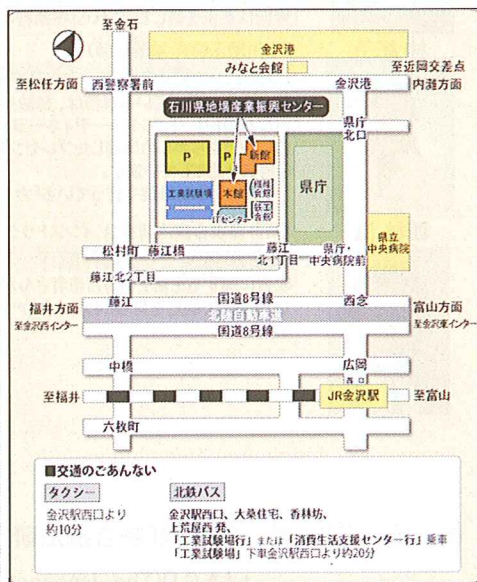 至金石
金沢港
みなと会館
至近岡交差点
至松任方面
西警察署前
金沢港
内灘方面
石川県地場産業振興センター
県庁北口
P
P
新館
県庁
工業試験場
本館
繊維会館
鉄工会館
ITセンター
県立中央病院
松村町
藤江橋
藤江北1丁目
県庁・中央病院前
藤江北2丁目
福井方面
藤江
国道8号線
西念
富山方面
至金沢西インター
北陸自動車道
至金沢東インター
国道8号線
中橋
広岡
西口
至福井
JR金沢駅
至富山
六枚町
■交通のごあんない
タクシー
金沢駅西口より
約10分
北鉄バス
金沢駅西口、大桑住宅、香林坊、
上荒屋西 発、
「工業試験場行」または「消費生活支援センター行」乗車
「工業試験場」下車金沢駅西口より約20分